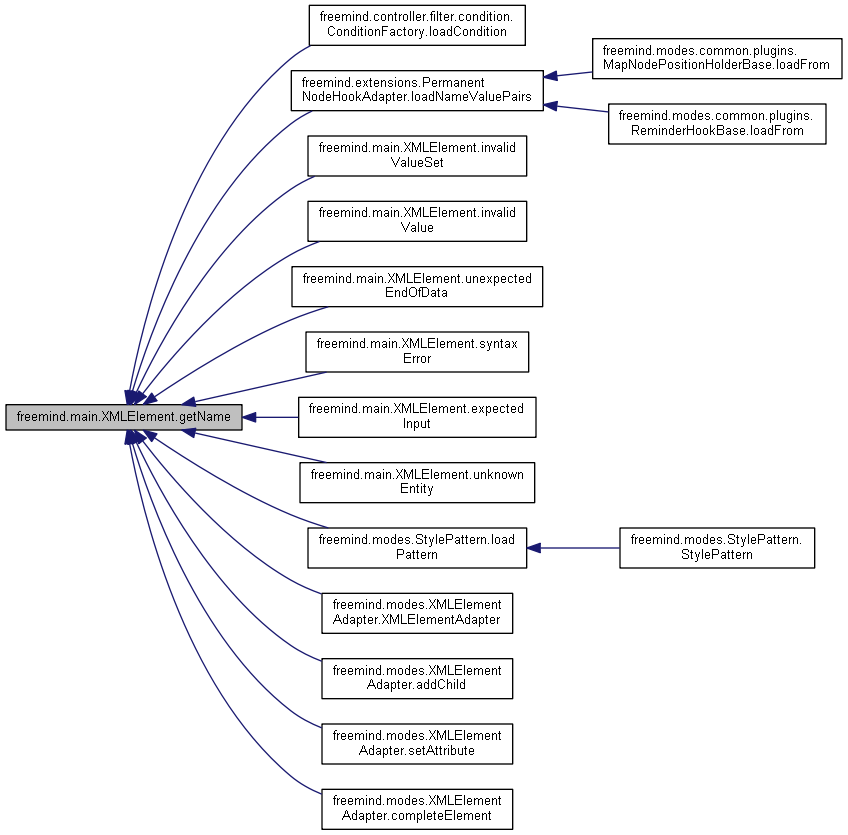 freemind.controller.filter.condition.
ConditionFactory.loadCondition
freemind.extensions.Permanent
NodeHookAdapter.loadNameValuePairs
freemind.modes.common.plugins.
MapNodePositionHolderBase.loadFrom
freemind.modes.common.plugins.
ReminderHookBase.loadFrom
freemind.main.XMLElement.invalid
ValueSet
freemind.main.XMLElement.invalid
Value
freemind.main.XMLElement.unexpected
EndOfData
freemind.main.XMLElement.syntax
Error
freemind.main.XMLElement.getName
freemind.main.XMLElement.expected
Input
freemind.main.XMLElement.unknown
Entity
freemind.modes.StylePattern.load
Pattern
freemind.modes.StylePattern.
StylePattern
freemind.modes.XMLElement
Adapter.XMLElementAdapter
freemind.modes.XMLElement
Adapter.addChild
freemind.modes.XMLElement
Adapter.setAttribute
freemind.modes.XMLElement
Adapter.completeElement